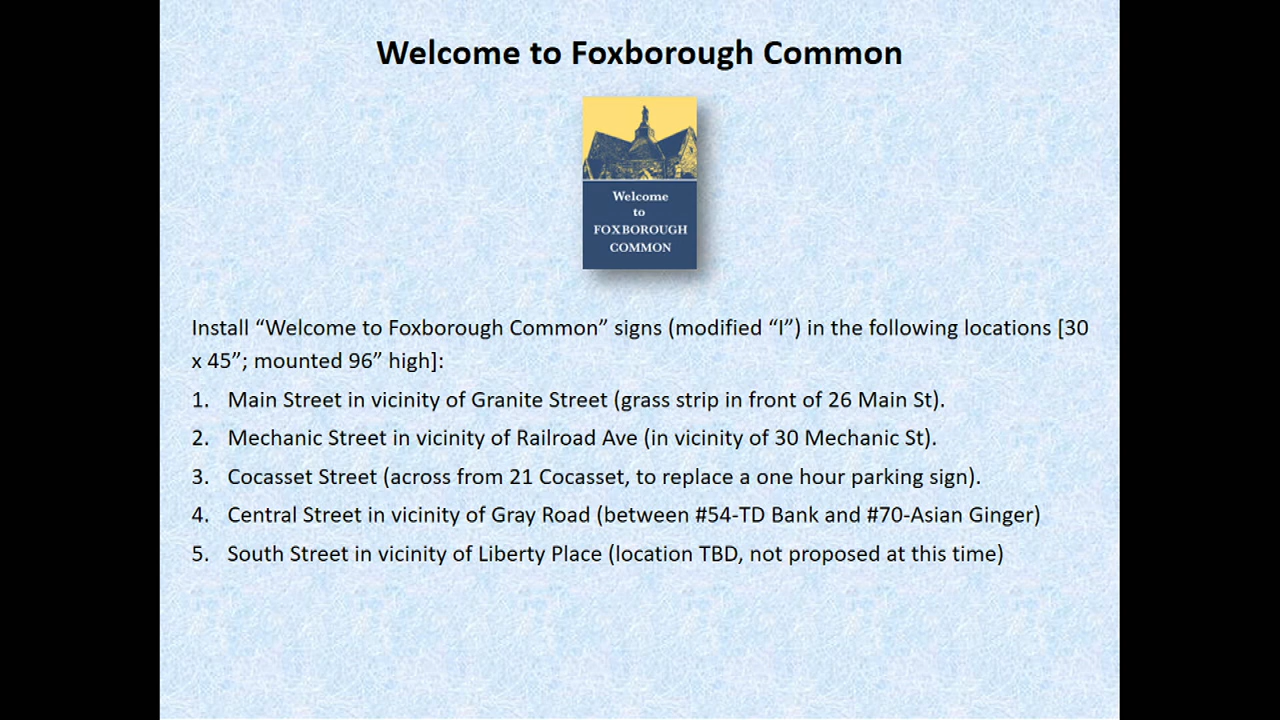 Welcome to Foxborough Common
Welcome
to
FOXBOROUGH
COMMON
Install “Welcome to Foxborough Common” signs (modified “I”) in the following locations [30
x 45”; mounted 96” high]:
1. Main Street in vicinity of Granite Street (grass strip in front of 26 Main St).
2. Mechanic Street in vicinity of Railroad Ave (in vicinity of 30 Mechanic St).
3. Cocasset Street (across from 21 Cocasset, to replace a one hour parking sign).
4. Central Street in vicinity of Gray Road (between #54-TD Bank and #70-Asian Ginger)
5. South Street in vicinity of Liberty Place (location TBD, not proposed at this time)